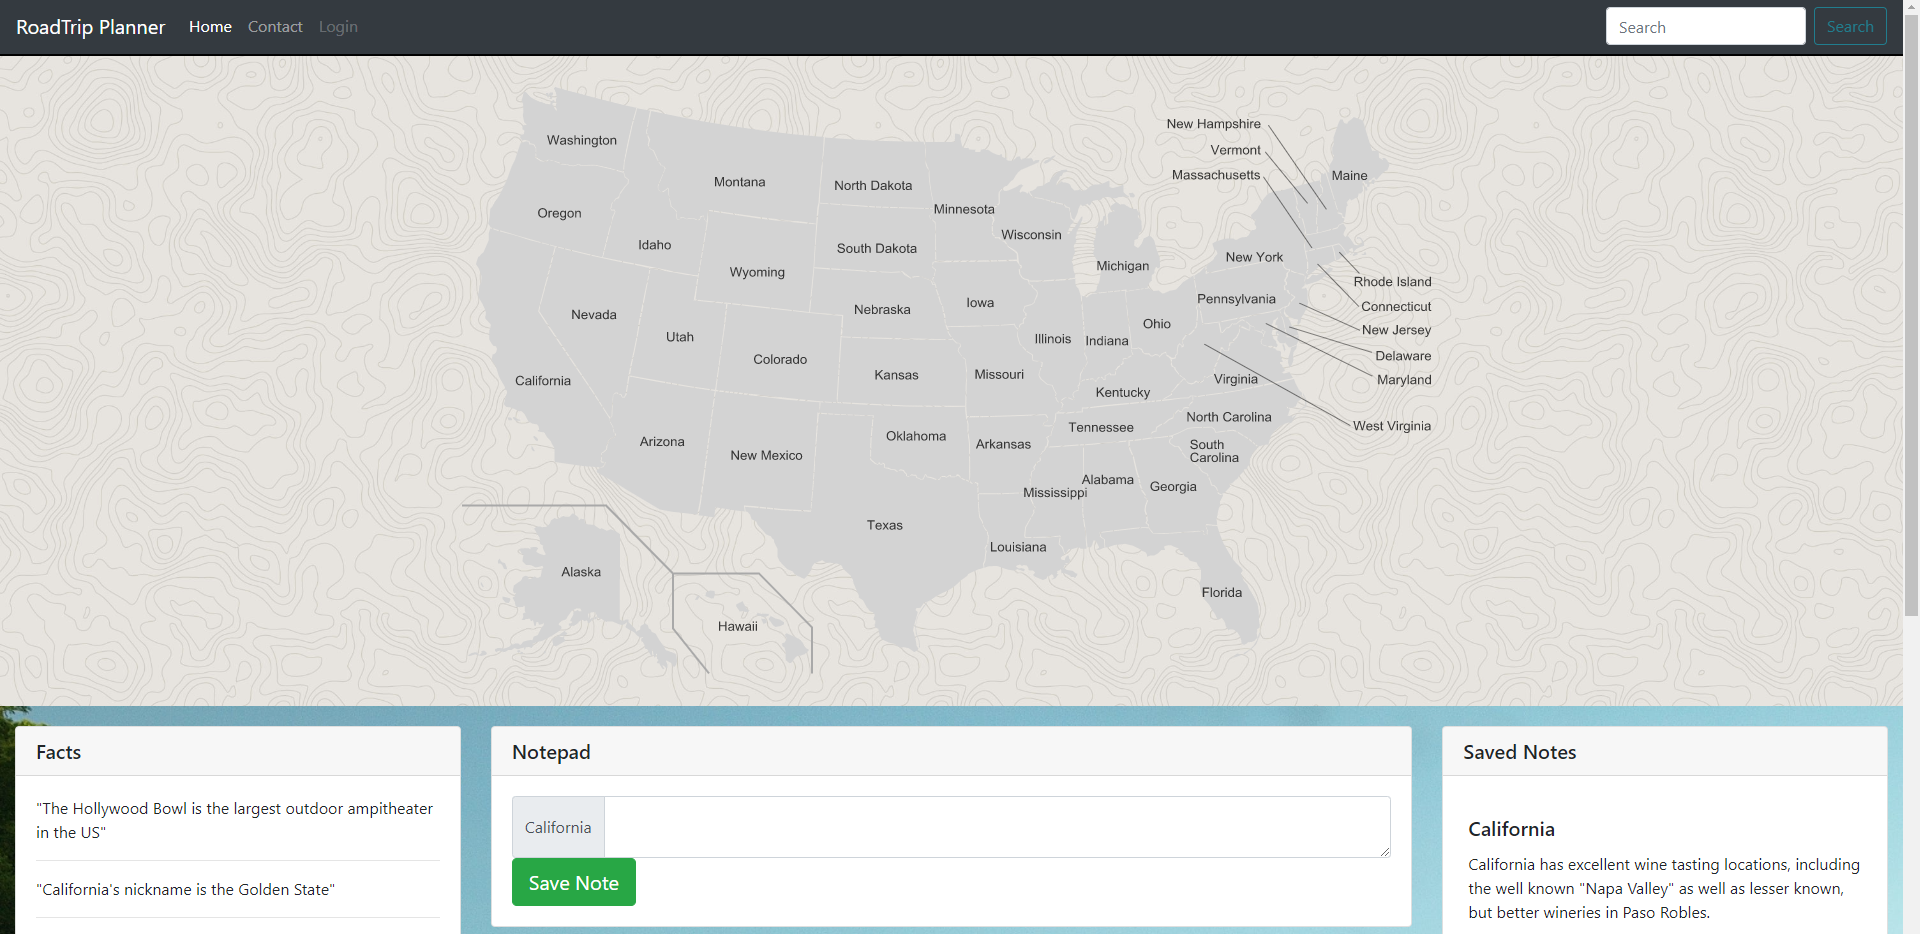 RoadTrip Planner Home Contact Login Search Search
New Hampshire
Washington
Vermont
Massachusetts
Maine
Montana
North Dakota
Minnesota
Oregon
Wisconsin
Idaho
South Dakota
New York
Michigan
Wyoming
Rhode Island
Pennsylvania
Iowa
Connecticut
Nebraska
Nevada
Ohio
New Jersey
Utah
Illinois
Indiana
Delaware
Colorado
Kansas
Missouri
Virginia
Maryland
California
Kentucky
North Carolina
West Virginia
Tennessee
Oklahoma
Arizona
Arkansas
South
Carolina
New Mexico
Alabama
Georgia
Mississippi
Texas
Louisiana
Alaska
Florida
Hawaii
Facts
"The Hollywood Bowl is the largest outdoor ampitheater
in the US"
"California's nickname is the Golden State"
Notepad
California
Save Note
Saved Notes
California
California has excellent wine tasting locations, including
the well known "Napa Valley" as well as lesser known,
but better wineries in Paso Robles.